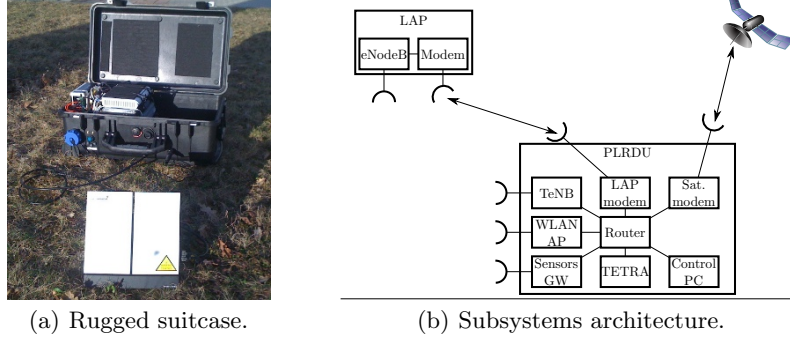 LAP
eNodeB
Modem
PLRDU
TeNB
LAP
modem
Sat.
modem
WLAN
AP
Router
Sensors
GW
TETRA
Control
PC
(a) Rugged suitcase.
(b) Subsystems architecture.